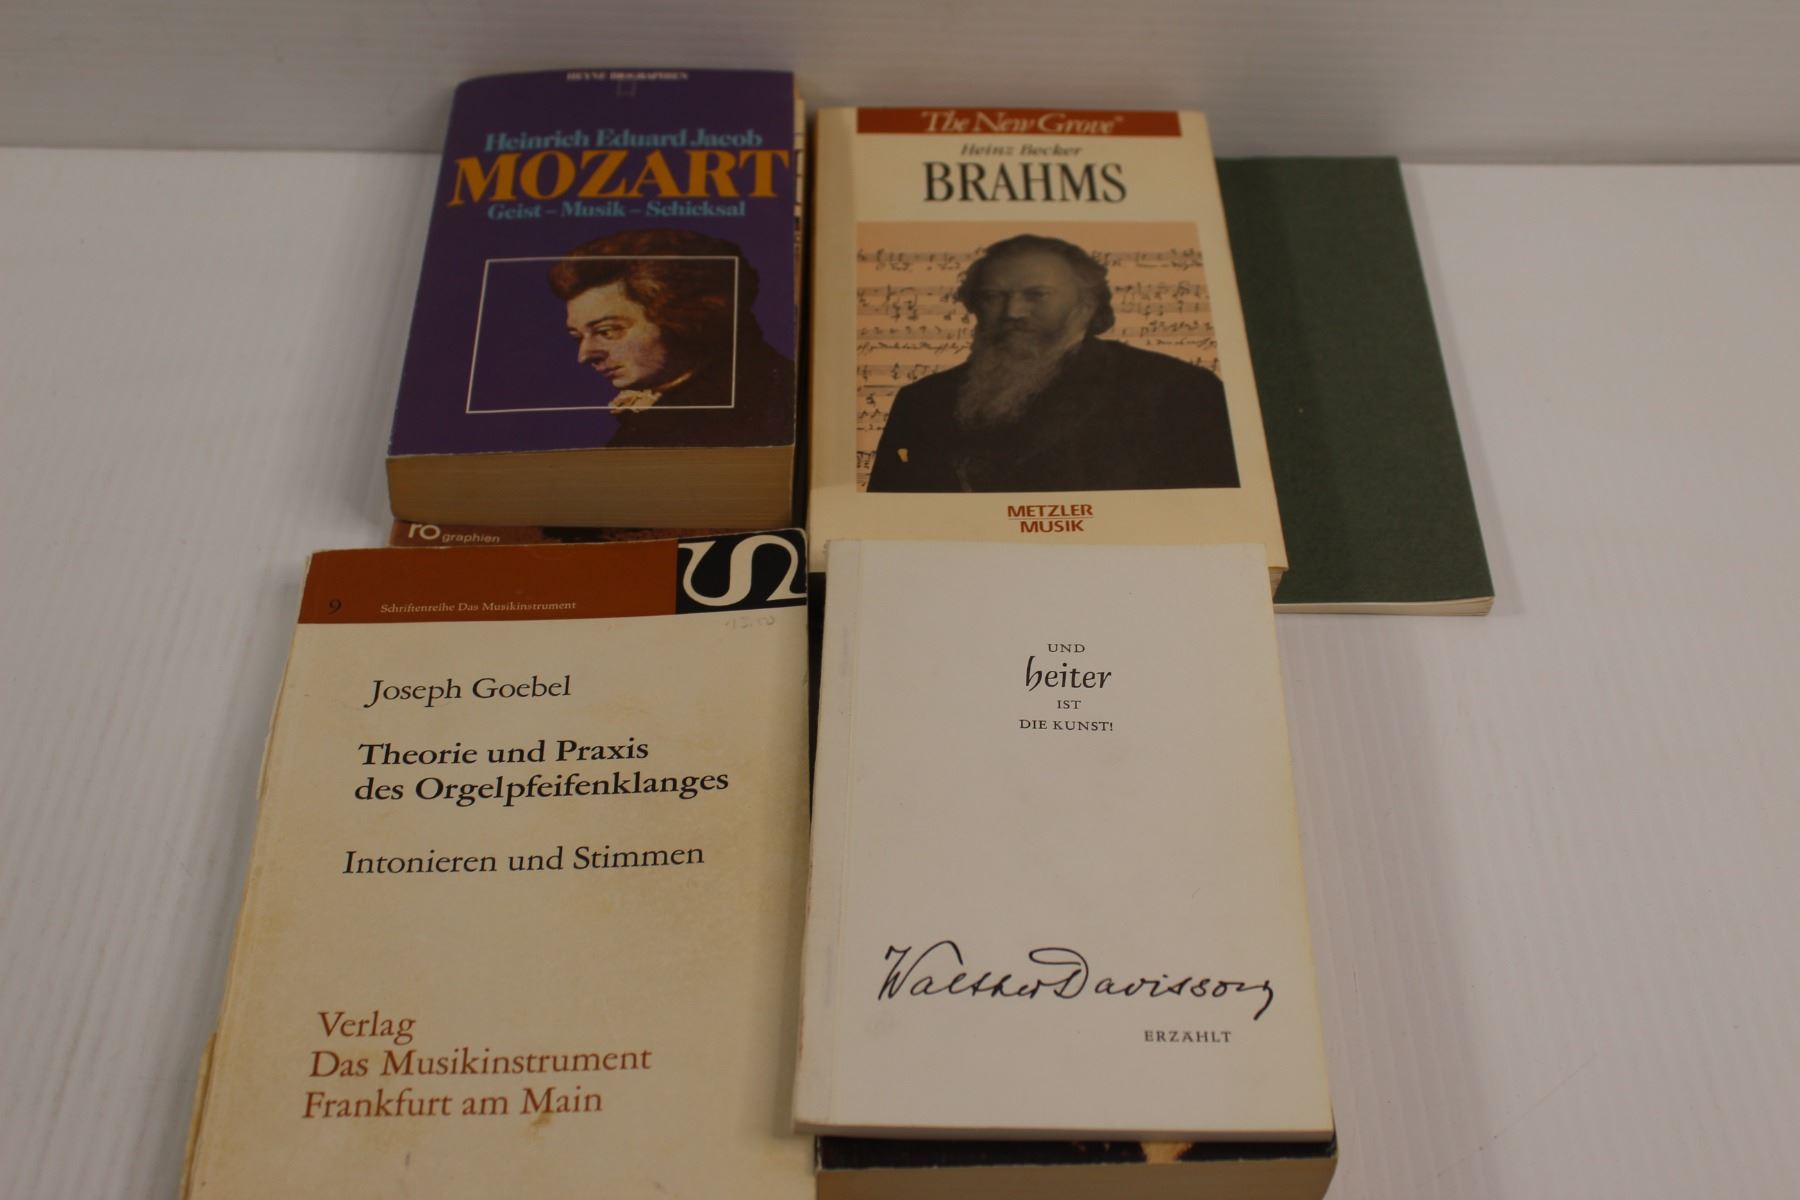 HEYNE BIOGRAPHIEN
Heinrich Eduard Jacob
MOZART
Geist – Musik – Schicksal
The New Grove®
Heinz Becker
BRAHMS
METZLER
MUSIK
ro
graphien
9
Schriftenreihe Das Musikinstrument
Joseph Goebel
Theorie und Praxis
des Orgelpfeifenklanges
Intonieren und Stimmen
Verlag
Das Musikinstrument
Frankfurt am Main
UND
heiter
IST
DIE KUNST!
Walther Davisson
ERZÄHLT